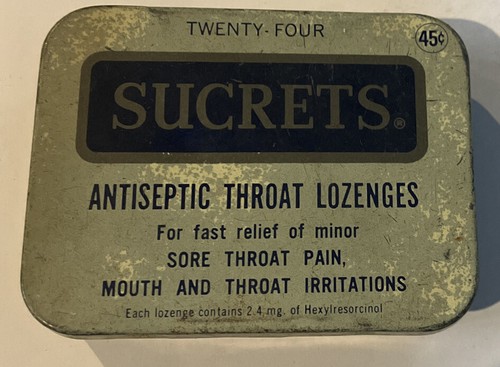 TWENTY-FOUR
45¢
SUCRETS®
ANTISEPTIC THROAT LOZENGES
For fast relief of minor
SORE THROAT PAIN,
MOUTH AND THROAT IRRITATIONS
Each lozenge contains 2.4 mg. of Hexylresorcinol